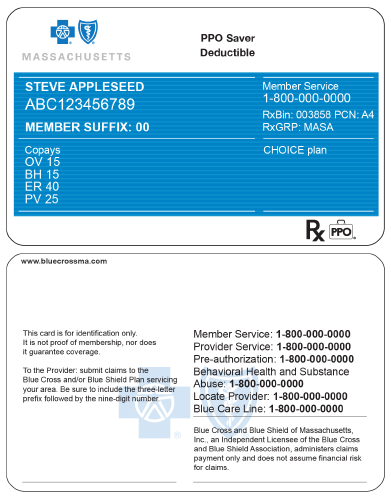 MASSACHUSETTS
PPO Saver
Deductible
STEVE APPLESEED
ABC123456789
MEMBER SUFFIX: 00
Member Service
1-800-000-0000
RxBin: 003858 PCN: A4
RxGRP: MASA
Copays
OV 15
BH 15
ER 40
PV 25
CHOICE plan
Rx PPO
www.bluecrossma.com
This card is for identification only.
It is not proof of membership, nor does
it guarantee coverage.
To the Provider: submit claims to the
Blue Cross and/or Blue Shield Plan servicing
your area. Be sure to include the three-letter
prefix followed by the nine-digit number
Member Service: 1-800-000-0000
Provider Service: 1-800-000-0000
Pre-authorization: 1-800-000-0000
Behavioral Health and Substance
Abuse: 1-800-000-0000
Locate Provider: 1-800-000-0000
Blue Care Line: 1-800-000-0000
Blue Cross and Blue Shield of Massachusetts,
Inc., an Independent Licensee of the Blue Cross
and Blue Shield Association, administers claims
payment only and does not assume financial risk
for claims.